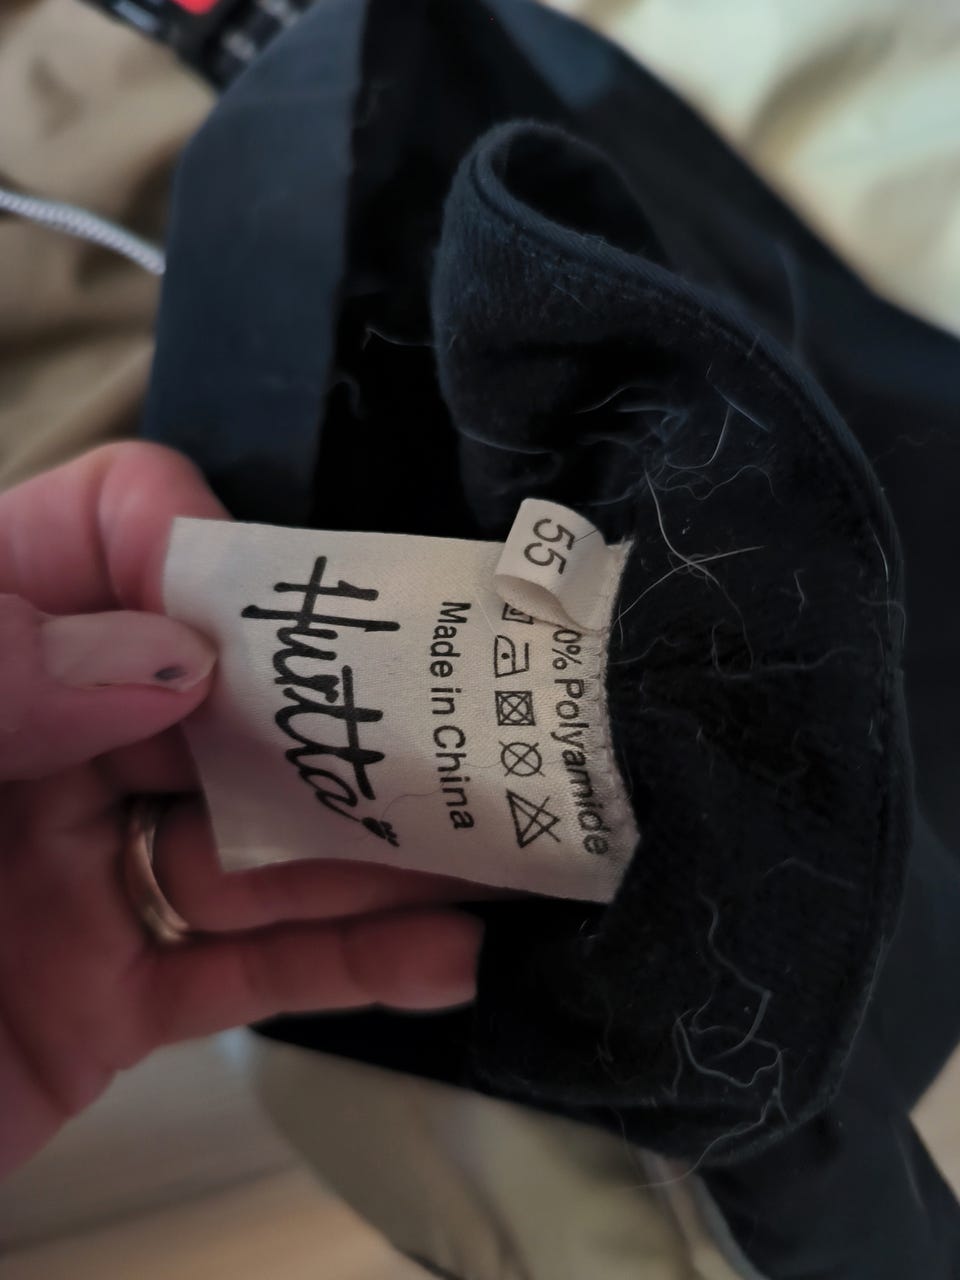 55
0% Polyamide
Made in China
Hurtta